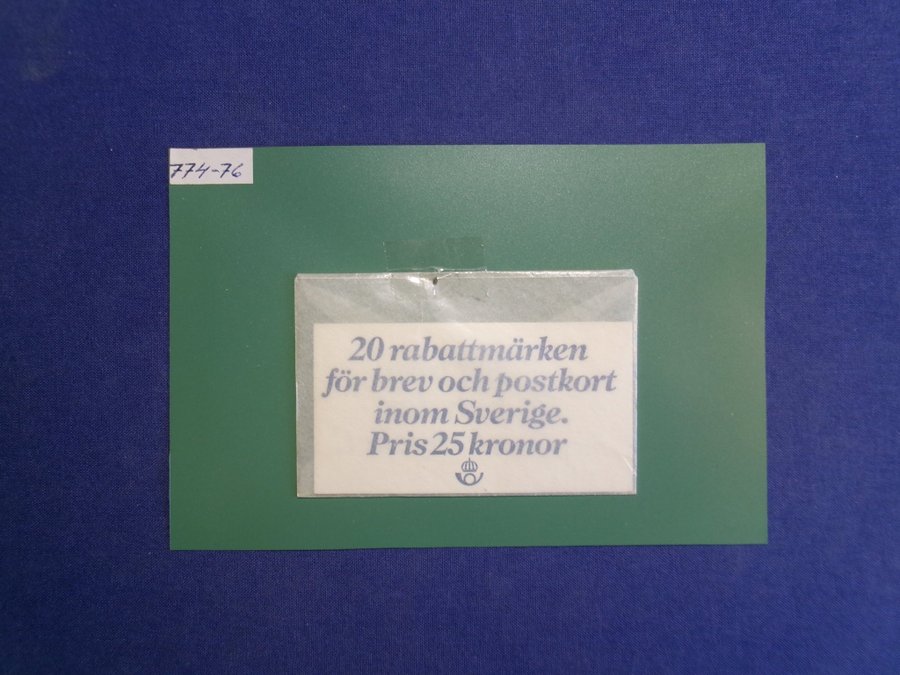 774-76
20 rabattmärken
för brev och postkort
inom Sverige.
Pris 25 kronor